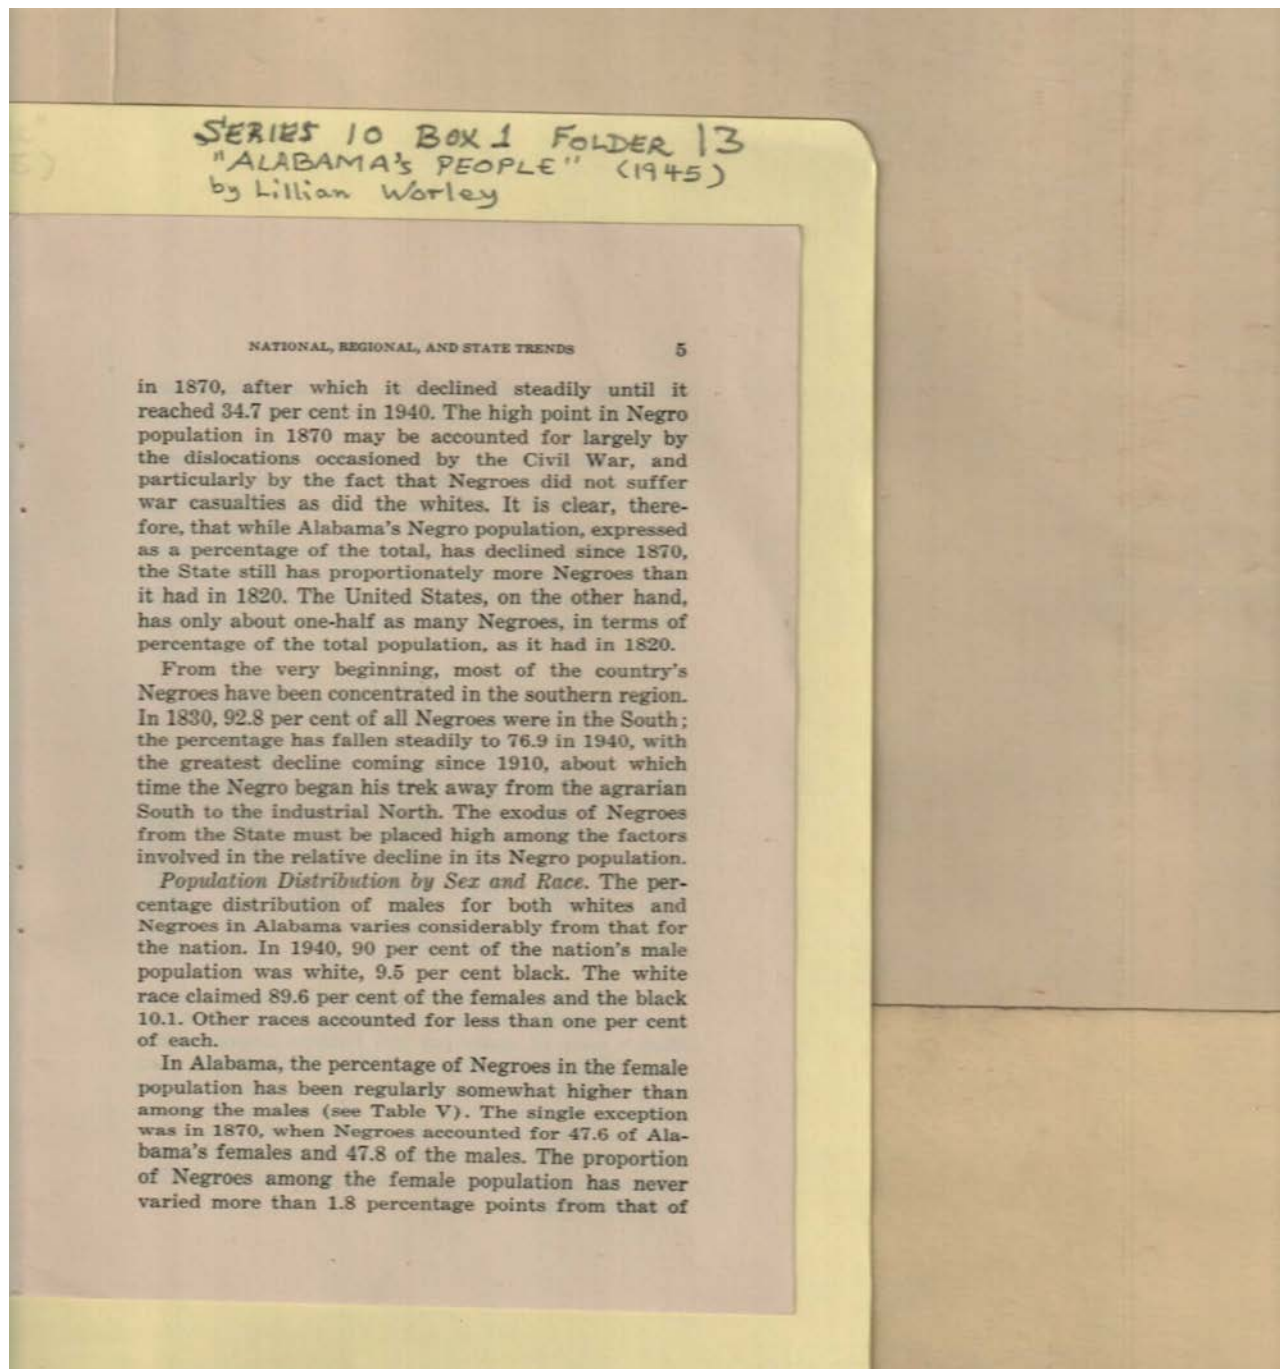 SERIES 10 BOX 1 FOLDER 13
"ALABAMA'S PEOPLE" (1945)
by Lillian Worley
NATIONAL, REGIONAL, AND STATE TRENDS 5
in 1870, after which it declined steadily until it
reached 34.7 per cent in 1940. The high point in Negro
population in 1870 may be accounted for largely by
the dislocations occasioned by the Civil War, and
particularly by the fact that Negroes did not suffer
war casualties as did the whites. It is clear, there-
fore, that while Alabama's Negro population, expressed
as a percentage of the total, has declined since 1870,
the State still has proportionately more Negroes than
it had in 1820. The United States, on the other hand,
has only about one-half as many Negroes, in terms of
percentage of the total population, as it had in 1820.
From the very beginning, most of the country's
Negroes have been concentrated in the southern region.
In 1830, 92.8 per cent of all Negroes were in the South;
the percentage has fallen steadily to 76.9 in 1940, with
the greatest decline coming since 1910, about which
time the Negro began his trek away from the agrarian
South to the industrial North. The exodus of Negroes
from the State must be placed high among the factors
involved in the relative decline in its Negro population.
Population Distribution by Sex and Race. The per-
centage distribution of males for both whites and
Negroes in Alabama varies considerably from that for
the nation. In 1940, 90 per cent of the nation's male
population was white, 9.5 per cent black. The white
race claimed 89.6 per cent of the females and the black
10.1. Other races accounted for less than one per cent
of each.
In Alabama, the percentage of Negroes in the female
population has been regularly somewhat higher than
among the males (see Table V). The single exception
was in 1870, when Negroes accounted for 47.6 of Ala-
bama's females and 47.8 of the males. The proportion
of Negroes among the female population has never
varied more than 1.8 percentage points from that of